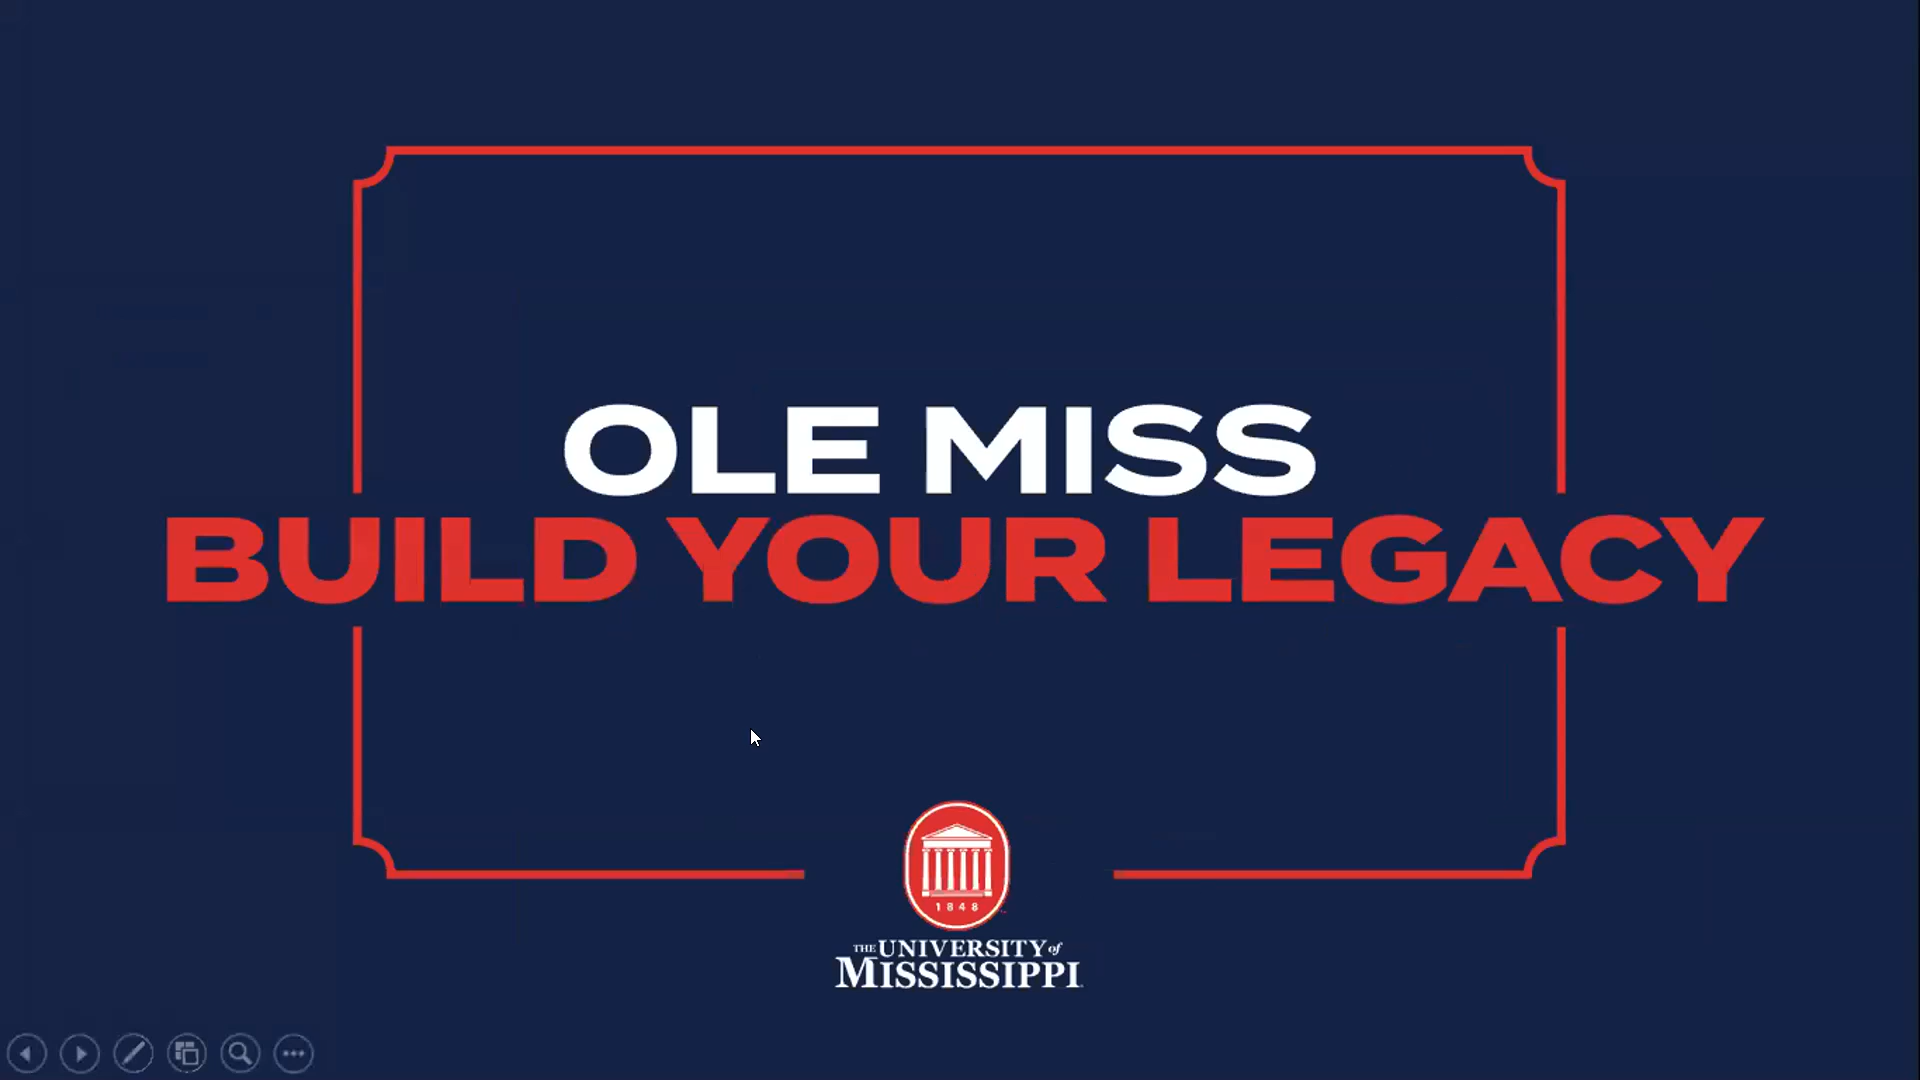 OLE MISS
BUILD YOUR LEGACY
1848
THE UNIVERSITY of
MISSISSIPPI